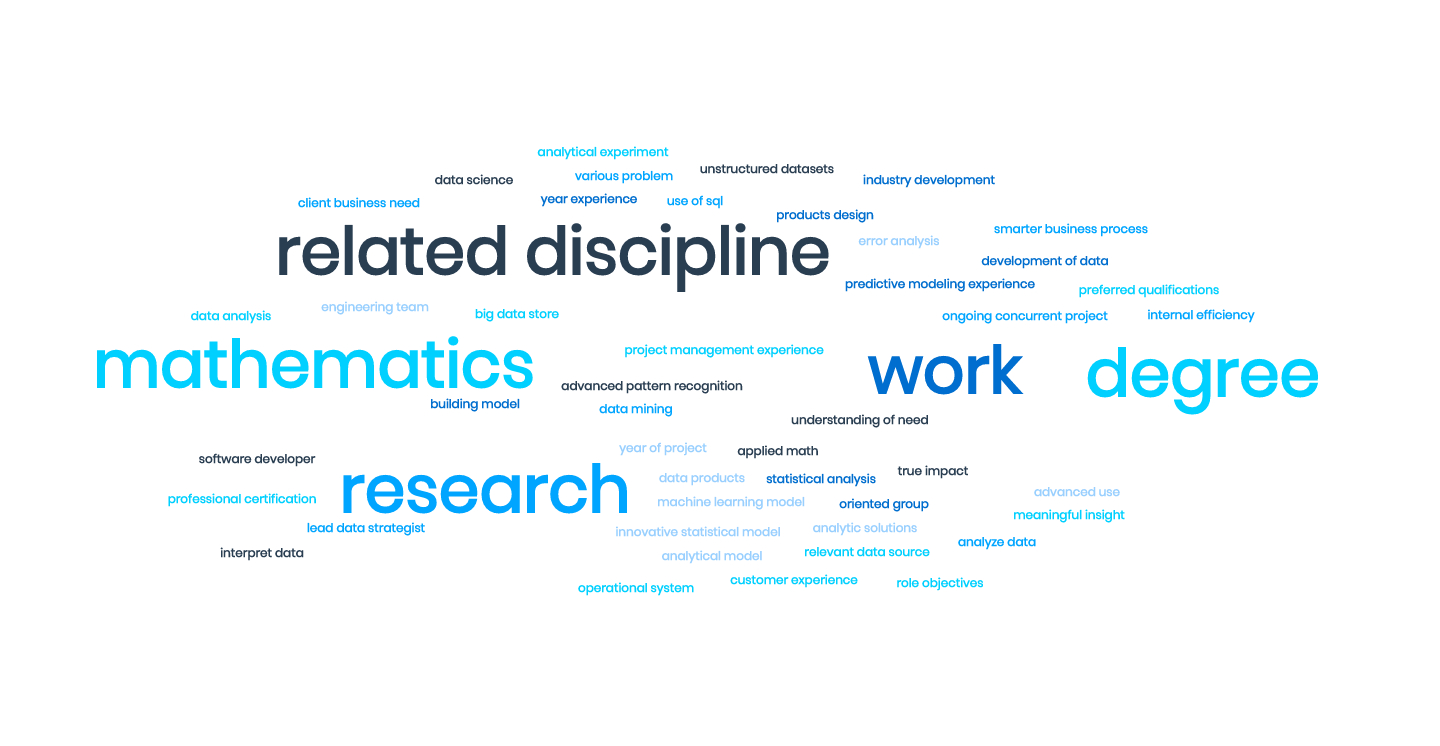 analytical experiment
data science
various problem
unstructured datasets
industry development
client business need
year experience
use of sql
products design
related discipline
error analysis
smarter business process
development of data
predictive modeling experience
preferred qualifications
data analysis
engineering team
big data store
ongoing concurrent project
internal efficiency
mathematics
project management experience
work
degree
advanced pattern recognition
building model
data mining
understanding of need
software developer
year of project
applied math
true impact
professional certification
research
data products
statistical analysis
machine learning model
oriented group
advanced use
meaningful insight
lead data strategist
innovative statistical model
analytic solutions
analyze data
interpret data
analytical model
relevant data source
operational system
customer experience
role objectives